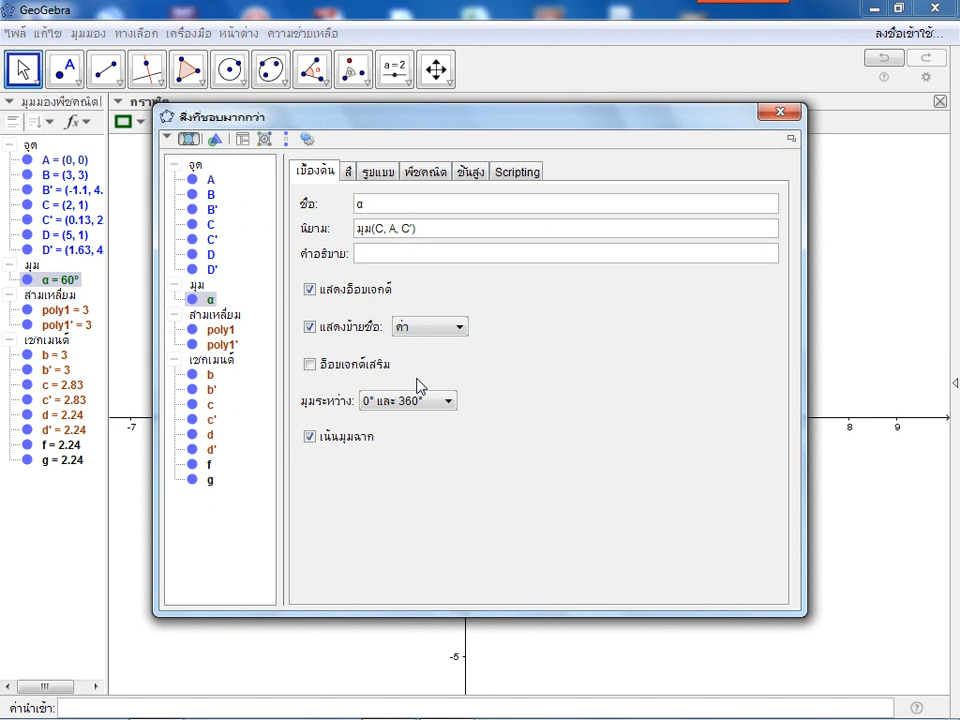 GeoGebra
ไฟล์ แก้ไข มุมมอง ทางเลือก เครื่องมือ หน้าต่าง ความช่วยเหลือ
ลงชื่อเข้าใช้...
A
a = 2
มุมมองพีชคณิต
สิ่งที่ชอบมากกว่า
จุด
A = (0, 0)
B = (3, 3)
B' = (-1.1, 4.
C = (2, 1)
C' = (0.13, 2
D = (5, 1)
D' = (1.63, 4
มุม
α = 60°
สามเหลี่ยม
poly1 = 3
poly1' = 3
เซกเมนต์
b = 3
b' = 3
c = 2.83
c' = 2.83
d = 2.24
d' = 2.24
f = 2.24
g = 2.24
จุด
A
B
B'
C
C'
D
D'
มุม
α
สามเหลี่ยม
poly1
poly1'
เซกเมนต์
b
b'
c
c'
d
d'
f
g
เบื้องต้น สี รูปแบบ พีชคณิต ขั้นสูง Scripting
ชื่อ: α
นิยาม: มุม(C, A, C')
คำอธิบาย:
แสดงอ็อบเจกต์
แสดงป้ายชื่อ: ค่า
อ็อบเจกต์เสริม
มุมระหว่าง: 0° และ 360°
เน้นมุมฉาก
-7
8 9
-5
ค่านำเข้า: